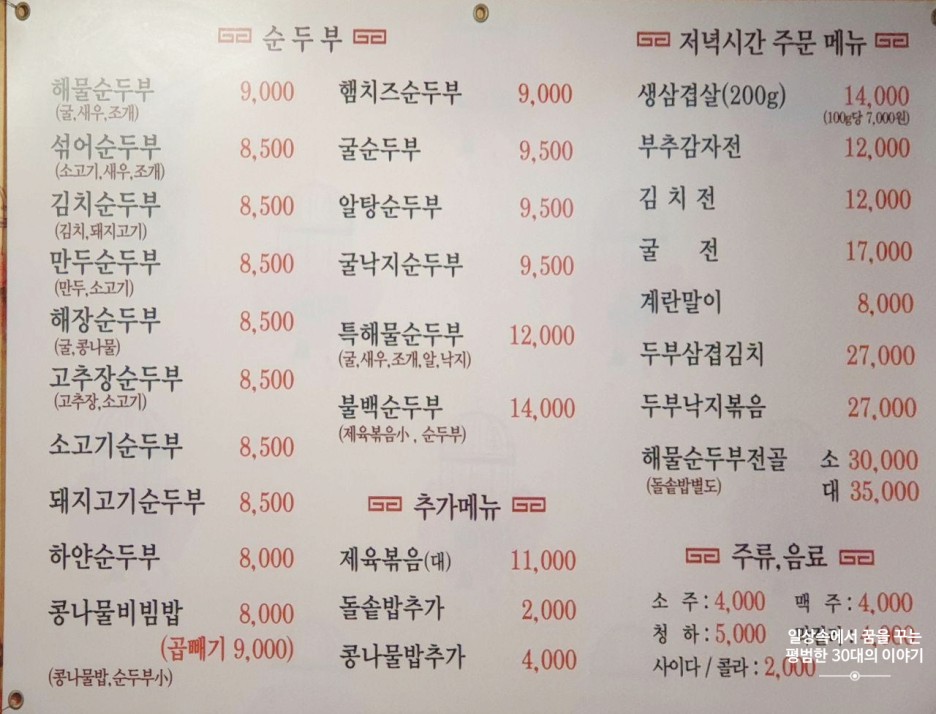 순두부
해물순두부 9,000
(굴,새우,조개)
섞어순두부 8,500
(소고기,새우,조개)
김치순두부 8,500
(김치,돼지고기)
만두순두부 8,500
(만두,소고기)
해장순두부 8,500
(굴,콩나물)
고추장순두부 8,500
(고추장,소고기)
소고기순두부 8,500
돼지고기순두부 8,500
하얀순두부 8,000
콩나물비빔밥 8,000
(곱빼기 9,000)
(콩나물밥,순두부小)
햄치즈순두부 9,000
굴순두부 9,500
알탕순두부 9,500
굴낙지순두부 9,500
특해물순두부 12,000
(굴,새우,조개,알,낙지)
불백순두부 14,000
(제육볶음小, 순두부)
추가메뉴
제육볶음(대) 11,000
돌솥밥추가 2,000
콩나물밥추가 4,000
저녁시간 주문 메뉴
생삼겹살(200g) 14,000
(100g당 7,000원)
부추감자전 12,000
김치전 12,000
굴전 17,000
계란말이 8,000
두부삼겹김치 27,000
두부낙지볶음 27,000
해물순두부전골 소 30,000
(돌솥밥별도) 대 35,000
주류,음료
소주:4,000 맥주:4,000
청하:5,000
사이다/콜라:2,000
일상속에서 꿈을 꾸는
평범한 30대의 이야기